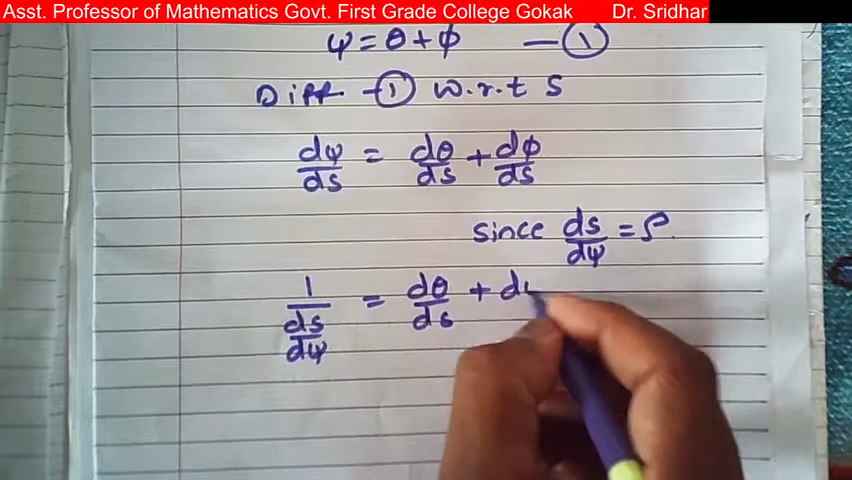 Asst. Professor of Mathematics Govt. First Grade College Gokak Dr. Sridhar
ψ = θ + φ — ①
Diff ① w.r.t s
dψ/ds = dθ/ds + dφ/ds
since ds/dψ = ρ.
1/(ds/dψ) = dθ/ds + d